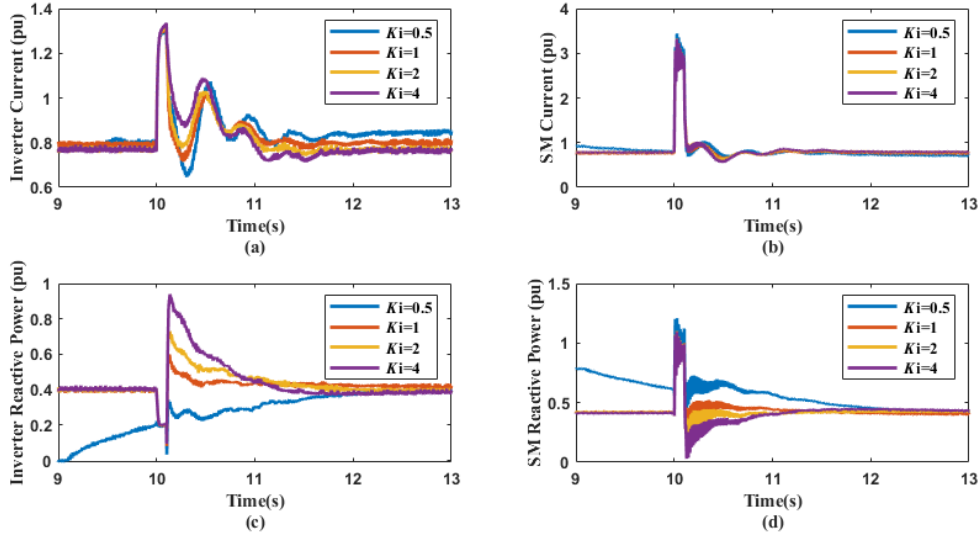 1.4
1.2
1
0.8
0.6
Inverter Current (pu)
Ki=0.5
Ki=1
Ki=2
Ki=4
9 10 11 12 13
Time(s)
(a)
4
3
2
1
0
SM Current (pu)
Ki=0.5
Ki=1
Ki=2
Ki=4
9 10 11 12 13
Time(s)
(b)
1
0.8
0.6
0.4
0.2
0
Inverter Reactive Power (pu)
Ki=0.5
Ki=1
Ki=2
Ki=4
9 10 11 12 13
Time(s)
(c)
1.5
1
0.5
0
SM Reactive Power (pu)
Ki=0.5
Ki=1
Ki=2
Ki=4
9 10 11 12 13
Time(s)
(d)